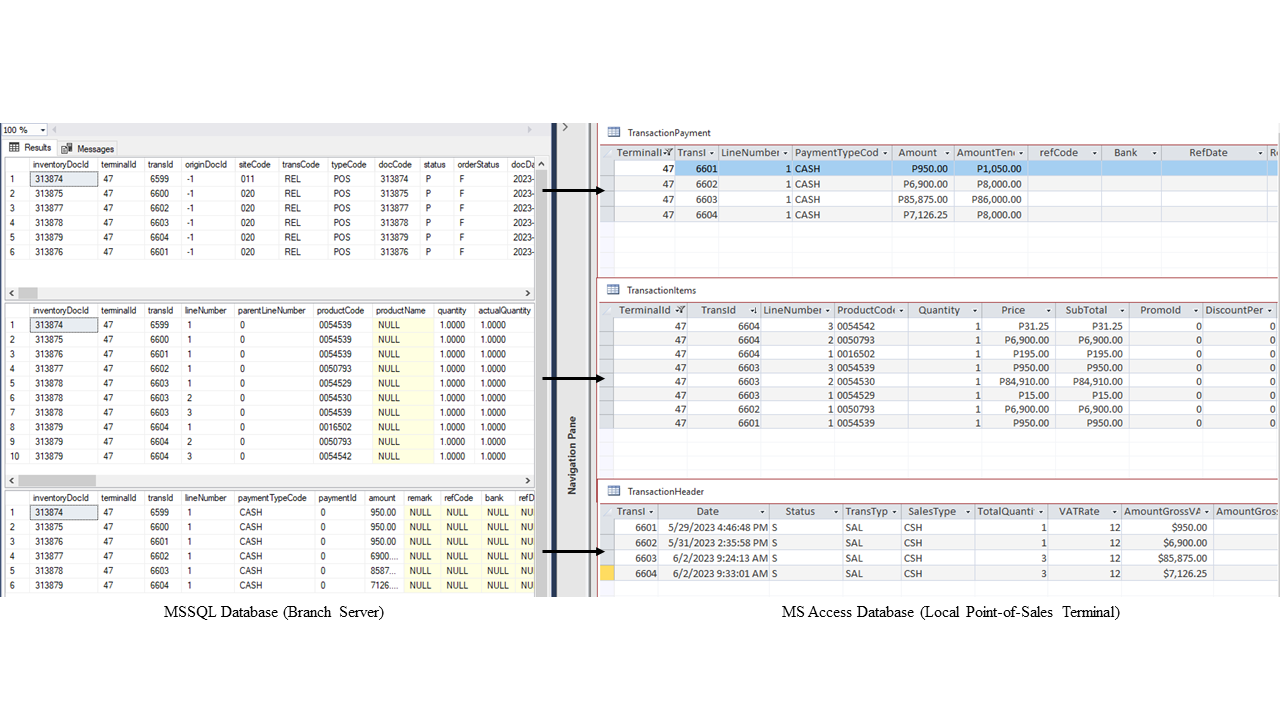 100 %
Results Messages
inventoryDocId terminalId transId originDocId siteCode transCode typeCode docCode status orderStatus docDa
1 313874 47 6599 -1 011 REL POS 313874 P F 2023-
2 313875 47 6600 -1 020 REL POS 313875 P F 2023-
3 313877 47 6602 -1 020 REL POS 313877 P F 2023-
4 313878 47 6603 -1 020 REL POS 313878 P F 2023-
5 313879 47 6604 -1 020 REL POS 313879 P F 2023-
6 313876 47 6601 -1 020 REL POS 313876 P F 2023-
inventoryDocId terminalId transId lineNumber parentLineNumber productCode productName quantity actualQuantity
1 313874 47 6599 1 0 0054539 NULL 1.0000 1.0000
2 313875 47 6600 1 0 0054539 NULL 1.0000 1.0000
3 313876 47 6601 1 0 0054539 NULL 1.0000 1.0000
4 313877 47 6602 1 0 0050793 NULL 1.0000 1.0000
5 313878 47 6603 1 0 0054529 NULL 1.0000 1.0000
6 313878 47 6603 2 0 0054530 NULL 1.0000 1.0000
7 313878 47 6603 3 0 0054539 NULL 1.0000 1.0000
8 313879 47 6604 1 0 0016502 NULL 1.0000 1.0000
9 313879 47 6604 2 0 0050793 NULL 1.0000 1.0000
10 313879 47 6604 3 0 0054542 NULL 1.0000 1.0000
inventoryDocId terminalId transId lineNumber paymentTypeCode paymentId amount remark refCode bank refD
1 313874 47 6599 1 CASH 0 950.00 NULL NULL NULL NU
2 313875 47 6600 1 CASH 0 950.00 NULL NULL NULL NU
3 313876 47 6601 1 CASH 0 950.00 NULL NULL NULL NU
4 313877 47 6602 1 CASH 0 6900.... NULL NULL NULL NU
5 313878 47 6603 1 CASH 0 8587... NULL NULL NULL NU
6 313879 47 6604 1 CASH 0 7126... NULL NULL NULL NU
MSSQL Database (Branch Server)
Navigation Pane
TransactionPayment
TerminalI TransI LineNumber PaymentTypeCod Amount AmountTen refCode Bank RefDate Re
47 6601 1 CASH P950.00 P1,050.00
47 6602 1 CASH P6,900.00 P8,000.00
47 6603 1 CASH P85,875.00 P86,000.00
47 6604 1 CASH P7,126.25 P8,000.00
TransactionItems
TerminalId TransId LineNumber ProductCode Quantity Price SubTotal PromoId DiscountPer
47 6604 3 0054542 1 P31.25 P31.25 0 0
47 6604 2 0050793 1 P6,900.00 P6,900.00 0 0
47 6604 1 0016502 1 P195.00 P195.00 0 0
47 6603 3 0054539 1 P950.00 P950.00 0 0
47 6603 2 0054530 1 P84,910.00 P84,910.00 0 0
47 6603 1 0054529 1 P15.00 P15.00 0 0
47 6602 1 0050793 1 P6,900.00 P6,900.00 0 0
47 6601 1 0054539 1 P950.00 P950.00 0 0
TransactionHeader
TransI Date Status TransTyp SalesType TotalQuanti VATRate AmountGrossVA AmountGross
6601 5/29/2023 4:46:48 PM S SAL CSH 1 12 $950.00
6602 5/31/2023 2:35:58 PM S SAL CSH 1 12 $6,900.00
6603 6/2/2023 9:24:13 AM S SAL CSH 3 12 $85,875.00
6604 6/2/2023 9:33:01 AM S SAL CSH 3 12 $7,126.25
MS Access Database (Local Point-of-Sales Terminal)